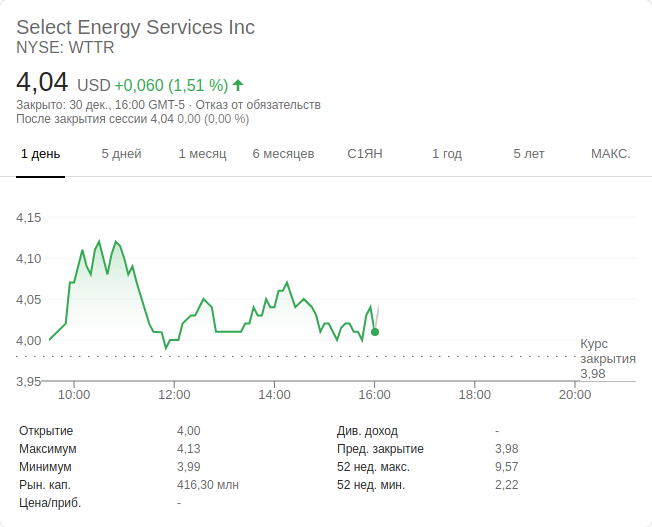 Select Energy Services Inc
NYSE: WTTR
4,04 USD +0,060 (1,51 %)
Закрыто: 30 дек., 16:00 GMT-5 · Отказ от обязательств
После закрытия сессии 4,04 0,00 (0,00 %)
1 день 5 дней 1 месяц 6 месяцев С1ЯН 1 год 5 лет МАКС.
4,15
4,10
4,05
4,00
3,95
Курс
закрытия
3,98
10:00 12:00 14:00 16:00 18:00 20:00
Открытие 4,00 Див. доход -
Максимум 4,13 Пред. закрытие 3,98
Минимум 3,99 52 нед. макс. 9,57
Рын. кап. 416,30 млн 52 нед. мин. 2,22
Цена/приб. -